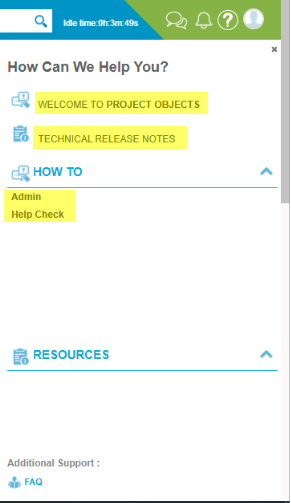 Idle time:0h:3m:49s
How Can We Help You?
WELCOME TO PROJECT OBJECTS
TECHNICAL RELEASE NOTES
HOW TO
Admin
Help Check
RESOURCES
Additional Support :
FAQ